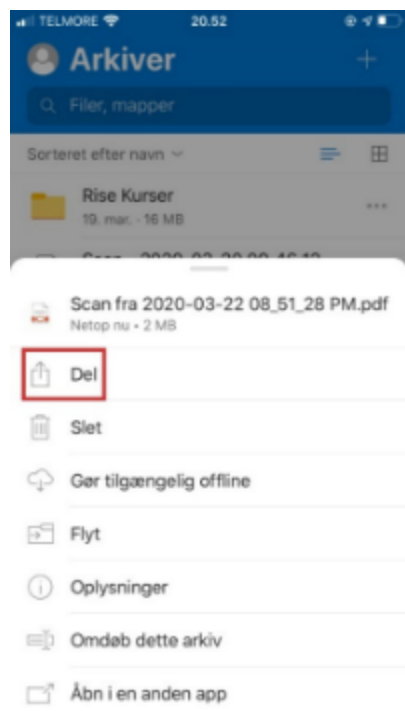 TELMORE 20.52
Arkiver
Filer, mapper
Sorteret efter navn
Rise Kurser
19. mar. - 16 MB
Scan fra 2020-03-22 08_51_28 PM.pdf
Netop nu • 2 MB
Del
Slet
Gør tilgængelig offline
Flyt
Oplysninger
Omdøb dette arkiv
Åbn i en anden app